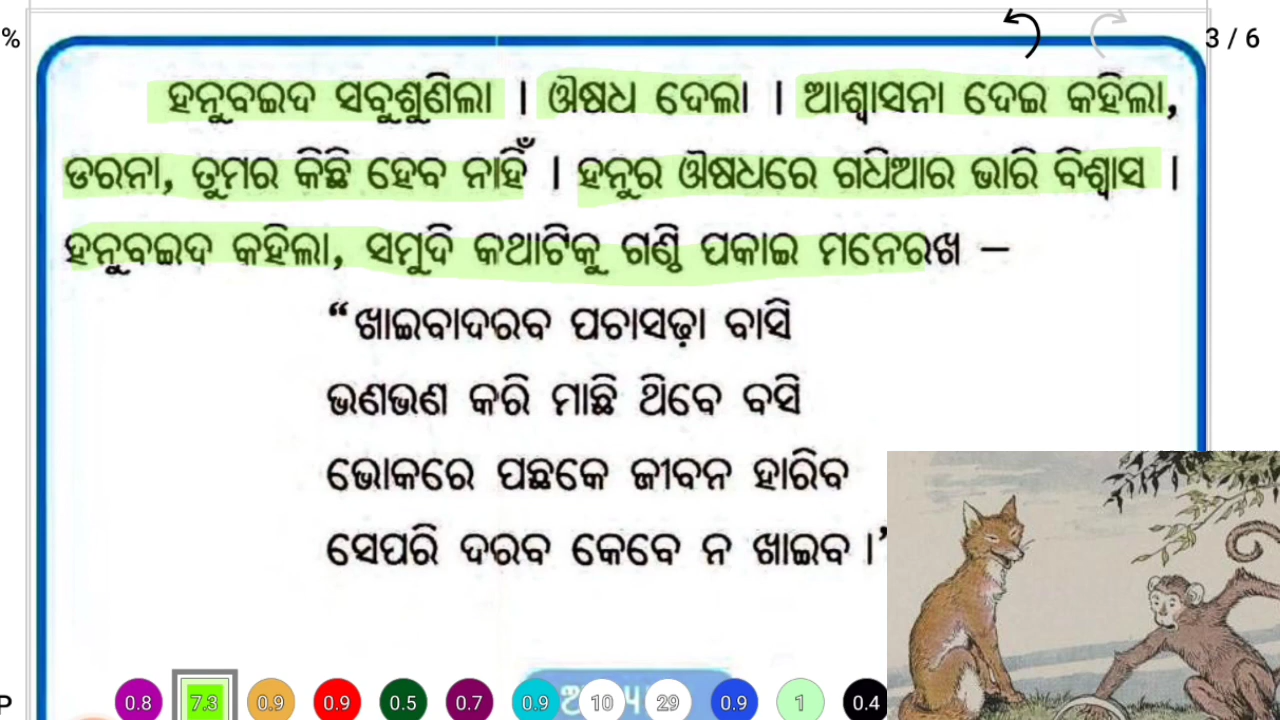 %
3 / 6
ହନୁବଇଦ ସବୁଶୁଣିଲା । ଔଷଧ ଦେଲା । ଆଶ୍ୱାସନା ଦେଇ କହିଲା,
ଡରନା, ତୁମର କିଛି ହେବ ନାହିଁ । ହନୁର ଔଷଧରେ ଗଧିଆର ଭାରି ବିଶ୍ୱାସ ।
ହନୁବଇଦ କହିଲା, ସମୁଦି କଥାଟିକୁ ଗଣ୍ଠି ପକାଇ ମନେରଖ –
“ଖାଇବାଦରବ ପଚାସଢ଼ା ବାସି
ଭଣଭଣ କରି ମାଛି ଥିବେ ବସି
ଭୋକରେ ପଛକେ ଜୀବନ ହାରିବ
ସେପରି ଦରବ କେବେ ନ ଖାଇବ ।’
P 0.8 7.3 0.9 0.9 0.5 0.7 0.9 10 29 0.9 1 0.4